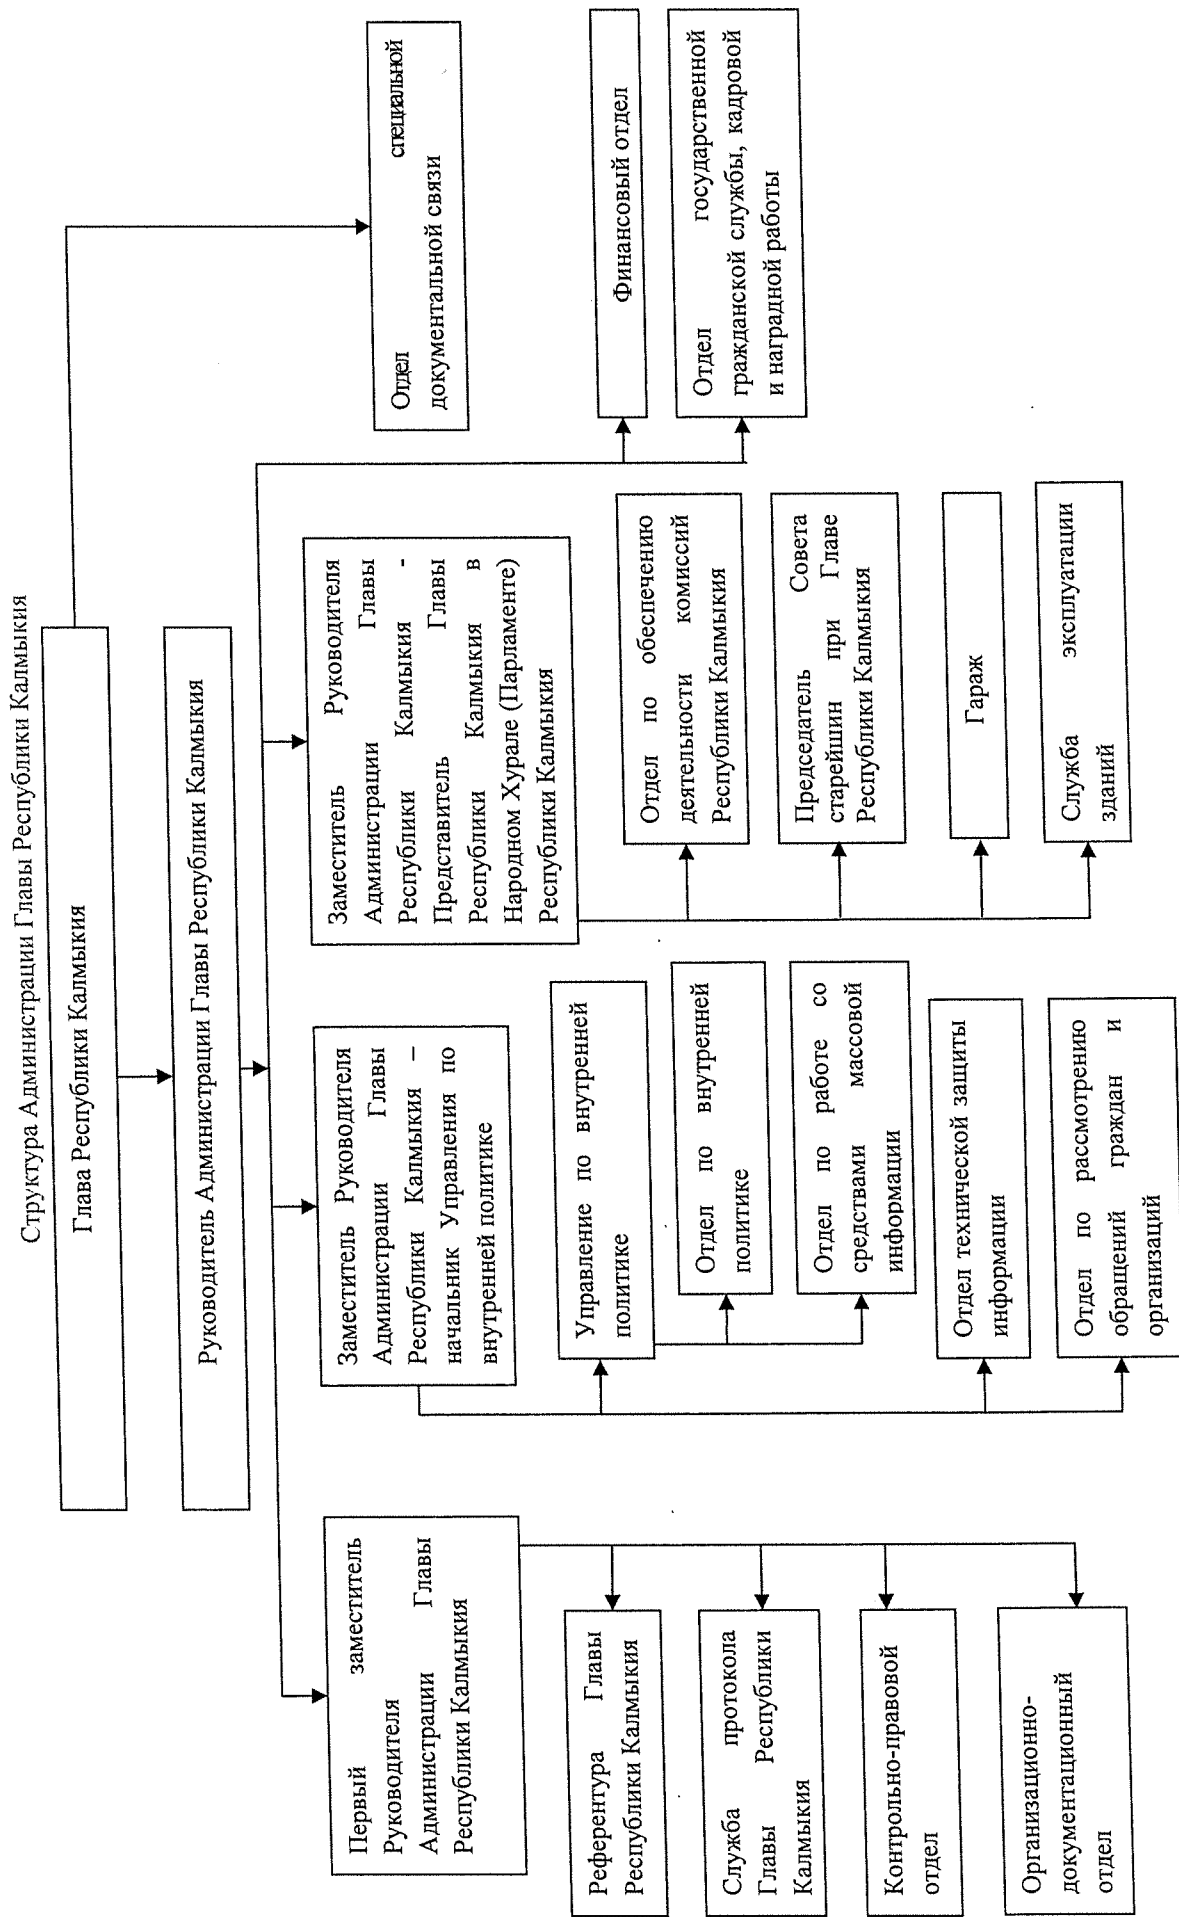 Структура Администрации Главы Республики Калмыкия
Глава Республики Калмыкия
Руководитель Администрации Главы Республики Калмыкия
Первый заместитель
Руководителя
Администрации Главы
Республики Калмыкия
Референтура Главы
Республики Калмыкия
Служба протокола
Главы Республики
Калмыкия
Контрольно-правовой
отдел
Организационно-
документационный
отдел
Заместитель Руководителя
Администрации Главы
Республики Калмыкия –
начальник Управления по
внутренней политике
Управление по внутренней
политике
Отдел по внутренней
политике
Отдел по работе со
средствами массовой
информации
Отдел технической защиты
информации
Отдел по рассмотрению
обращений граждан и
организаций
Заместитель Руководителя
Администрации Главы
Республики Калмыкия -
Представитель Главы
Республики Калмыкия в
Народном Хурале (Парламенте)
Республики Калмыкия
Отдел по обеспечению
деятельности комиссий
Республики Калмыкия
Председатель Совета
старейшин при Главе
Республики Калмыкия
Гараж
Служба эксплуатации
зданий
Отдел специальной
документальной связи
Финансовый отдел
Отдел государственной
гражданской службы, кадровой
и наградной работы